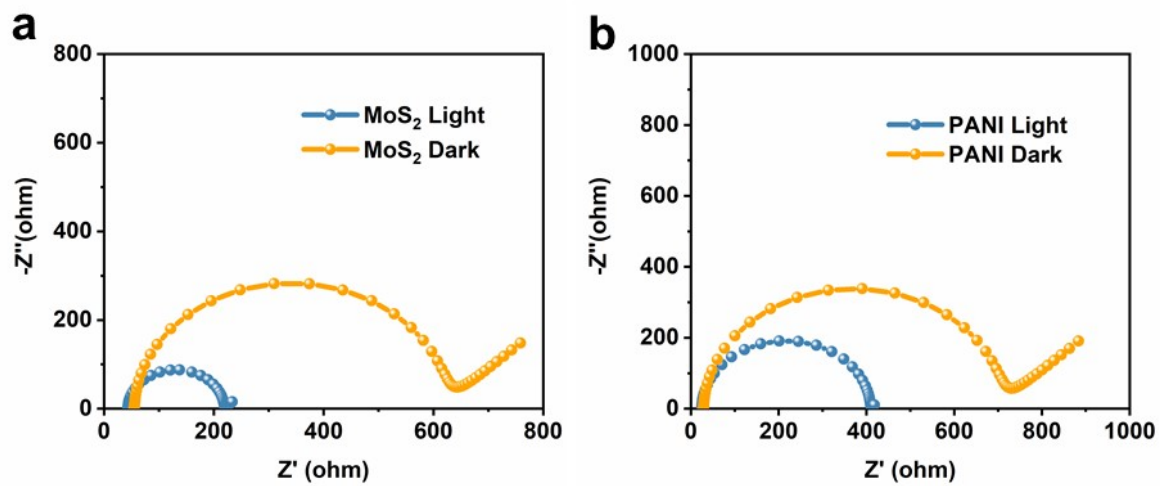 a
800
600
400
200
0
-Z''(ohm)
MoS₂ Light
MoS₂ Dark
0 200 400 600 800
Z' (ohm)
b
1000
800
600
400
200
0
-Z''(ohm)
PANI Light
PANI Dark
0 200 400 600 800 1000
Z' (ohm)